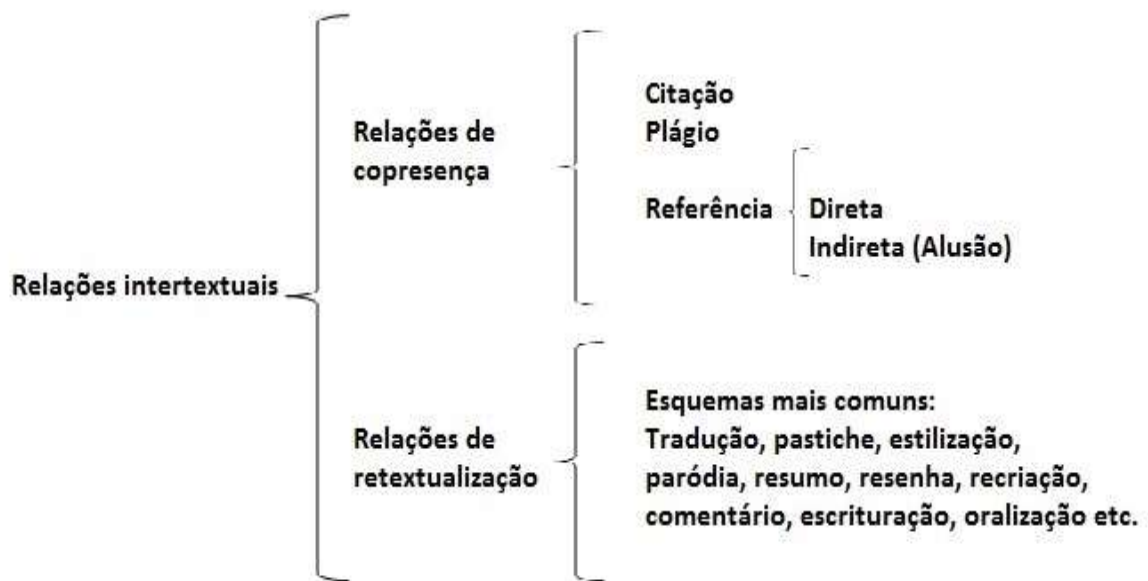 Relações intertextuais
Relações de
copresença
Citação
Plágio
Referência
Direta
Indireta (Alusão)
Relações de
retextualização
Esquemas mais comuns:
Tradução, pastiche, estilização,
paródia, resumo, resenha, recriação,
comentário, escrituração, oralização etc.